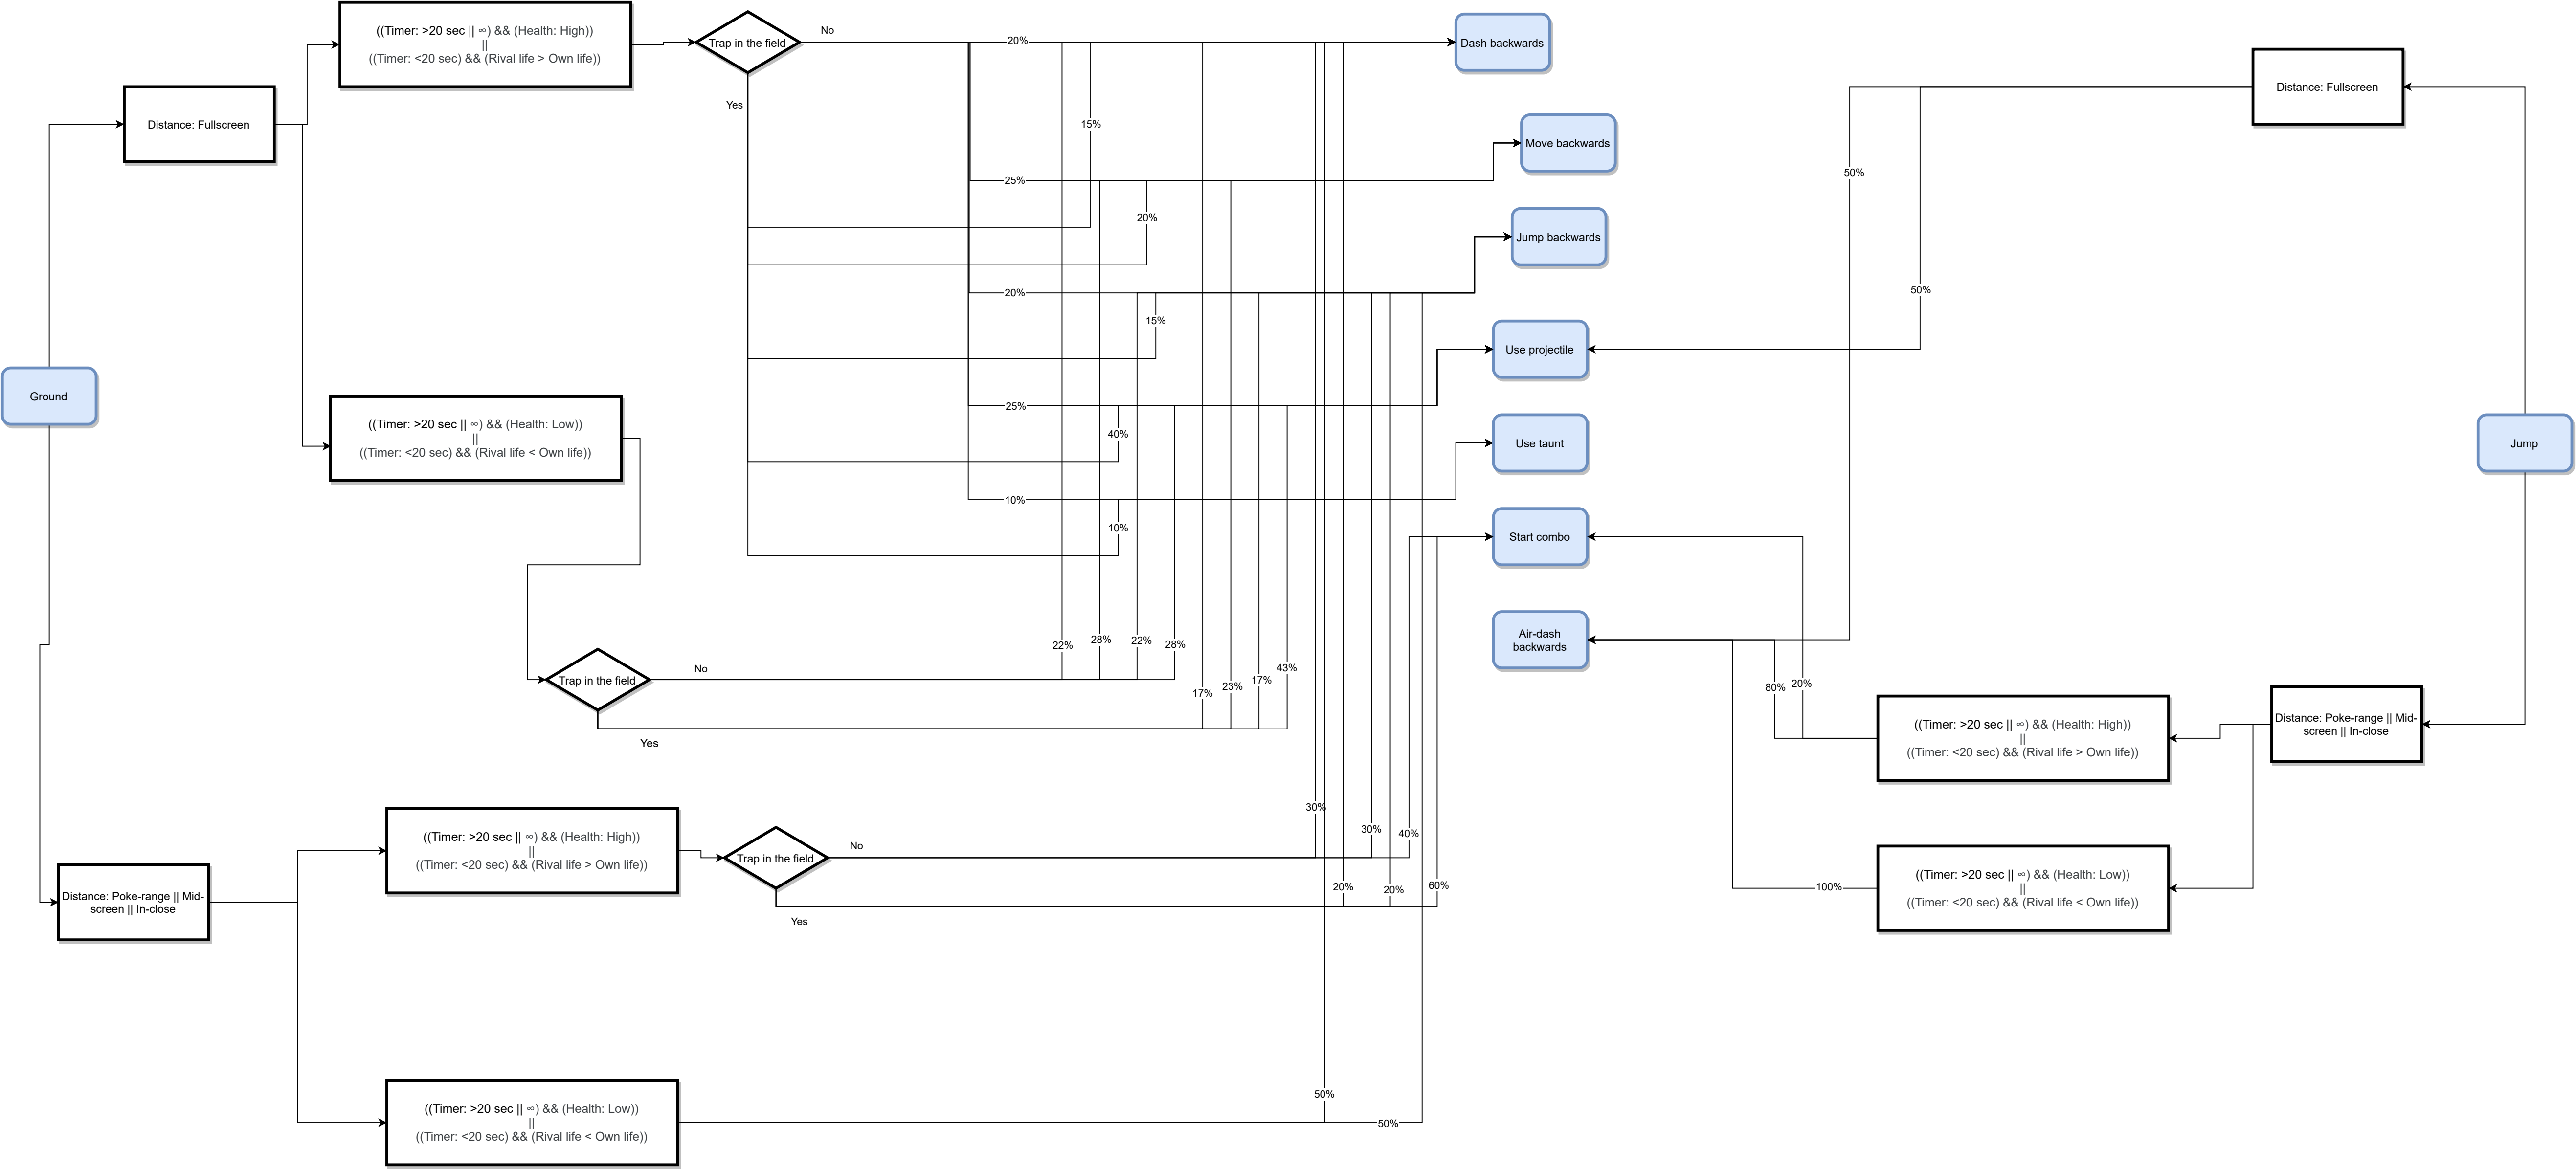 ((Timer: >20 sec || ∞) && (Health: High))
||
((Timer: <20 sec) && (Rival life > Own life))
Trap in the field
No
Yes
20%
Dash backwards
Distance: Fullscreen
Distance: Fullscreen
15%
Move backwards
25%
50%
20%
Jump backwards
20%
50%
15%
Use projectile
Ground
25%
((Timer: >20 sec || ∞) && (Health: Low))
||
((Timer: <20 sec) && (Rival life < Own life))
40%
Use taunt
Jump
10%
10%
Start combo
Air-dash
backwards
22%
28%
22%
28%
Trap in the field
No
Yes
17%
23%
17%
43%
80%
20%
((Timer: >20 sec || ∞) && (Health: High))
||
((Timer: <20 sec) && (Rival life > Own life))
Distance: Poke-range || Mid-
screen || In-close
30%
30%
40%
((Timer: >20 sec || ∞) && (Health: High))
||
((Timer: <20 sec) && (Rival life > Own life))
Trap in the field
No
Yes
20%
20%
60%
100%
((Timer: >20 sec || ∞) && (Health: Low))
||
((Timer: <20 sec) && (Rival life < Own life))
Distance: Poke-range || Mid-
screen || In-close
50%
50%
((Timer: >20 sec || ∞) && (Health: Low))
||
((Timer: <20 sec) && (Rival life < Own life))